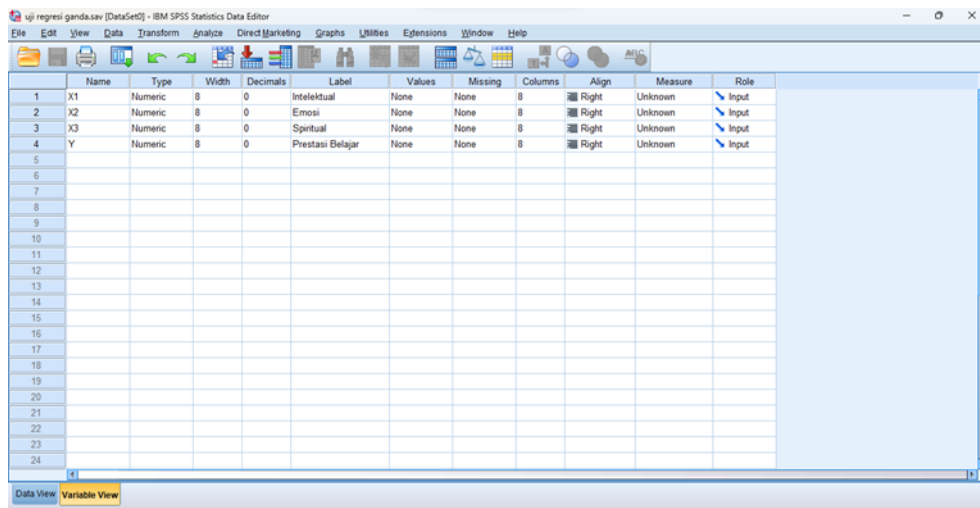 uji regresi ganda.sav [DataSet0] - IBM SPSS Statistics Data Editor
File Edit View Data Transform Analyze Direct Marketing Graphs Utilities Extensions Window Help
Name Type Width Decimals Label Values Missing Columns Align Measure Role
1 X1 Numeric 8 0 Intelektual None None 8 Right Unknown Input
2 X2 Numeric 8 0 Emosi None None 8 Right Unknown Input
3 X3 Numeric 8 0 Spiritual None None 8 Right Unknown Input
4 Y Numeric 8 0 Prestasi Belajar None None 8 Right Unknown Input
5
6
7
8
9
10
11
12
13
14
15
16
17
18
19
20
21
22
23
24
Data View Variable View